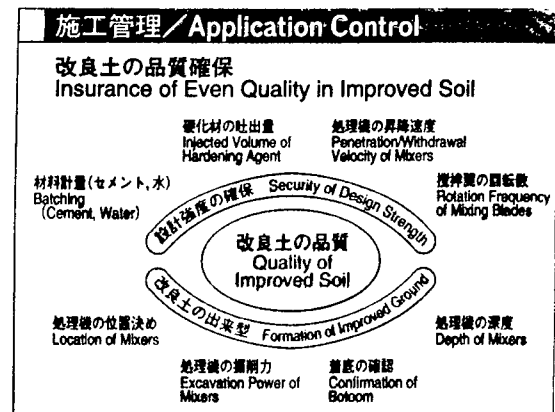 施工管理／Application Control
改良土の品質確保
Insurance of Even Quality in Improved Soil
硬化材の吐出量
Injected Volume of
Hardening Agent
処理機の昇降速度
Penetration/Withdrawal
Velocity of Mixers
材料計量(セメント,水)
Batching
(Cement, Water)
撹拌翼の回転数
Rotation Frequency
of Mixing Blades
設計強度の確保 Security of Design Strength
改良土の品質
Quality of
Improved Soil
改良土の出来型 Formation of Improved Ground
処理機の位置決め
Location of Mixers
処理機の深度
Depth of Mixers
処理機の掘削力
Excavation Power of
Mixers
着底の確認
Confirmation of
Botoom